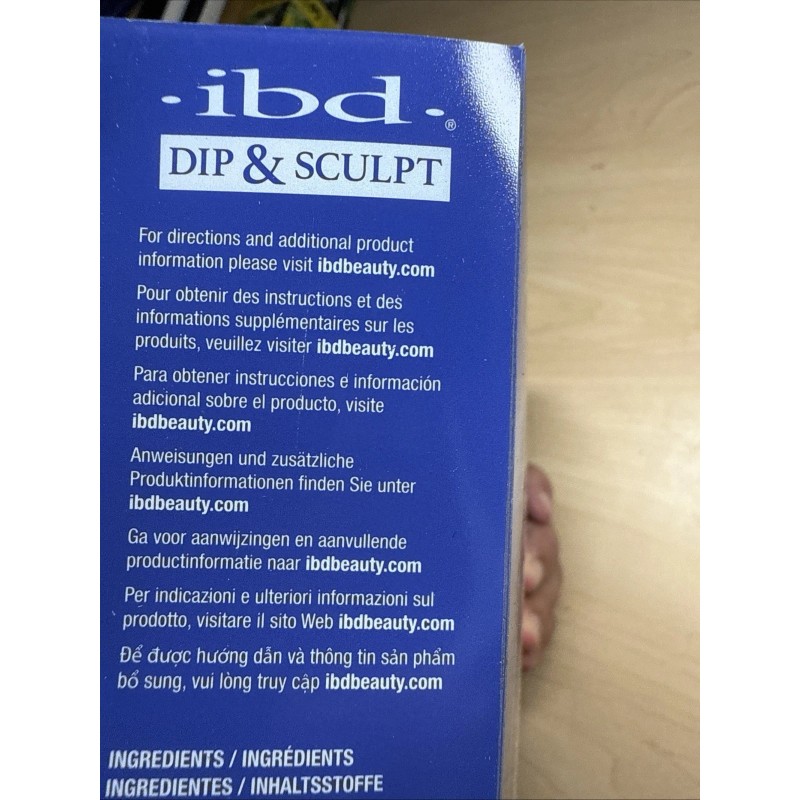 ·ibd·®
DIP & SCULPT
For directions and additional product
information please visit ibdbeauty.com
Pour obtenir des instructions et des
informations supplémentaires sur les
produits, veuillez visiter ibdbeauty.com
Para obtener instrucciones e información
adicional sobre el producto, visite
ibdbeauty.com
Anweisungen und zusätzliche
Produktinformationen finden Sie unter
ibdbeauty.com
Ga voor aanwijzingen en aanvullende
productinformatie naar ibdbeauty.com
Per indicazioni e ulteriori informazioni sul
prodotto, visitare il sito Web ibdbeauty.com
Để được hướng dẫn và thông tin sản phẩm
bổ sung, vui lòng truy cập ibdbeauty.com
INGREDIENTS / INGRÉDIENTS
INGREDIENTES / INHALTSSTOFFE